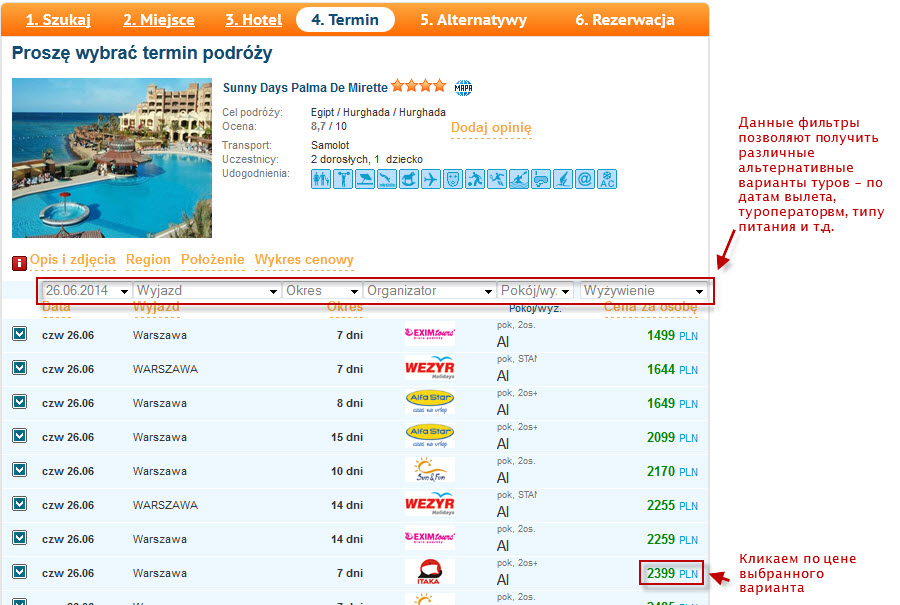 1. Szukaj 2. Miejsce 3. Hotel 4. Termin 5. Alternatywy 6. Rezerwacja
Proszę wybrać termin podróży
Sunny Days Palma De Mirette MAPA
Cel podróży: Egipt / Hurghada / Hurghada
Ocena: 8,7 / 10 Dodaj opinię
Transport: Samolot
Uczestnicy: 2 dorosłych, 1 dziecko
Udogodnienia: @ AC
Данные фильтры
позволяют получить
различные
альтернативные
варианты туров – по
датам вылета,
туроператорвм, типу
питания и т.д.
i Opis i zdjęcia Region Położenie Wykres cenowy
26.06.2014 Wyjazd Okres Organizator Pokój/wy: Wyżywienie
Data Wyjazd Okres Pokój/wyż. Cena za osobę
czw 26.06 Warszawa 7 dni EXIM tours pok, 2os. AI 1499 PLN
czw 26.06 WARSZAWA 7 dni WEZYR Holidays pok, STAN AI 1644 PLN
czw 26.06 Warszawa 8 dni Alfa Star czas na urlop pok, 2os+ AI 1649 PLN
czw 26.06 Warszawa 15 dni Alfa Star czas na urlop pok, 2os+ AI 2099 PLN
czw 26.06 Warszawa 10 dni Sun & Fun pok, 2os. AI 2170 PLN
czw 26.06 WARSZAWA 14 dni WEZYR Holidays pok, STAN AI 2255 PLN
czw 26.06 Warszawa 14 dni EXIM tours pok, 2os. AI 2259 PLN
czw 26.06 Warszawa 7 dni ITAKA pok, 2os+ AI 2399 PLN
Кликаем по цене
выбранного
варианта